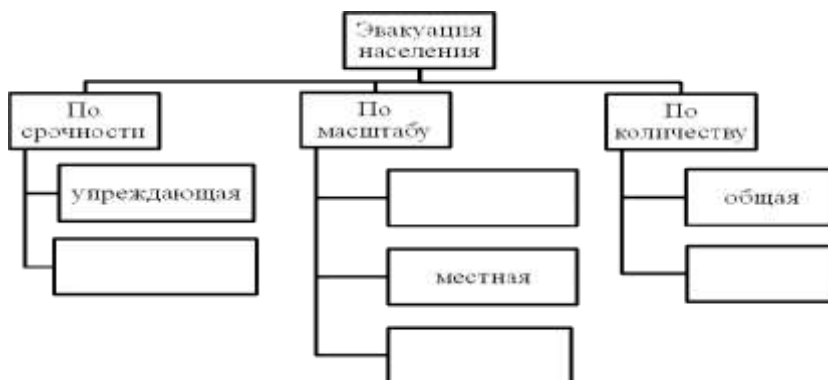 Эвакуация
населения
По
срочности
По
масштабу
По
количеству
упреждающая
общая
местная